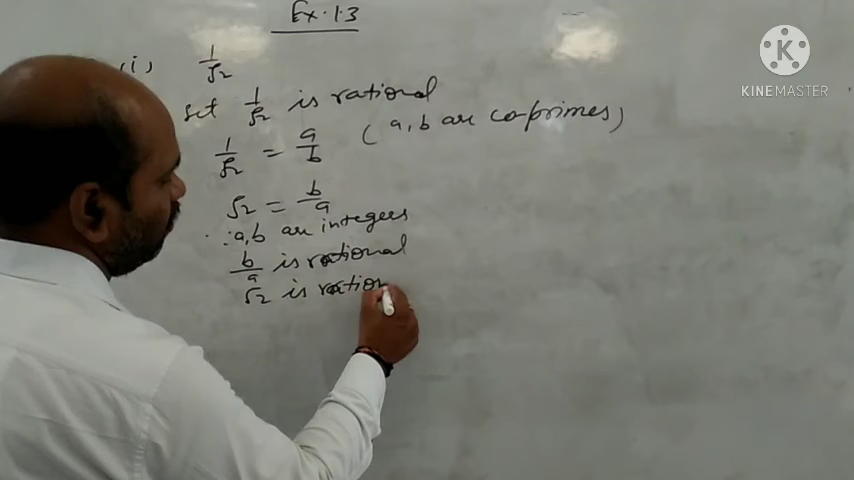 Ex. 1.3
(i) 1/√2
Let 1/√2 is rational
1/√2 = a/b (a, b are co-primes)
√2 = b/a
∵ a, b are integers
b/a is rational
√2 is ration
KINEMASTER